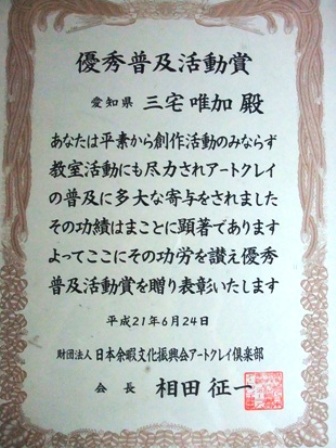 優秀普及活動賞
愛知県 三宅唯加殿
あなたは平素から創作活動のみならず
教室活動にも尽力されアートクレイ
の普及に多大な寄与をされました
その功績はまことに顕著であります
よってここにその功労を讃え優秀
普及活動賞を贈り表彰いたします
平成21年6月24日
財団法人 日本余暇文化振興会アートクレイ倶楽部
会長 相田征一